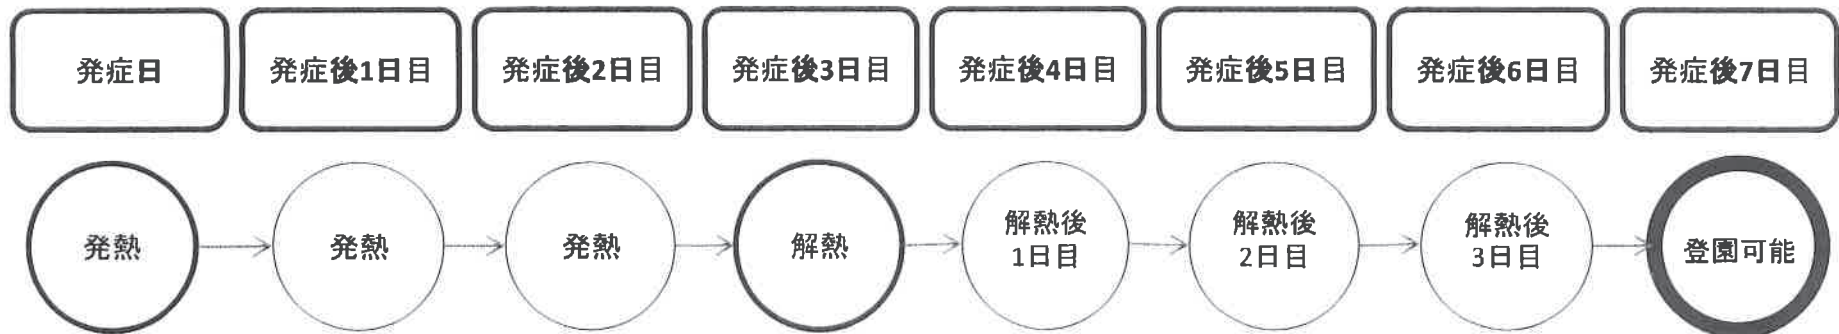 発症日
発症後1日目
発症後2日目
発症後3日目
発症後4日目
発症後5日目
発症後6日目
発症後7日目
発熱
発熱
発熱
解熱
解熱後
1日目
解熱後
2日目
解熱後
3日目
登園可能